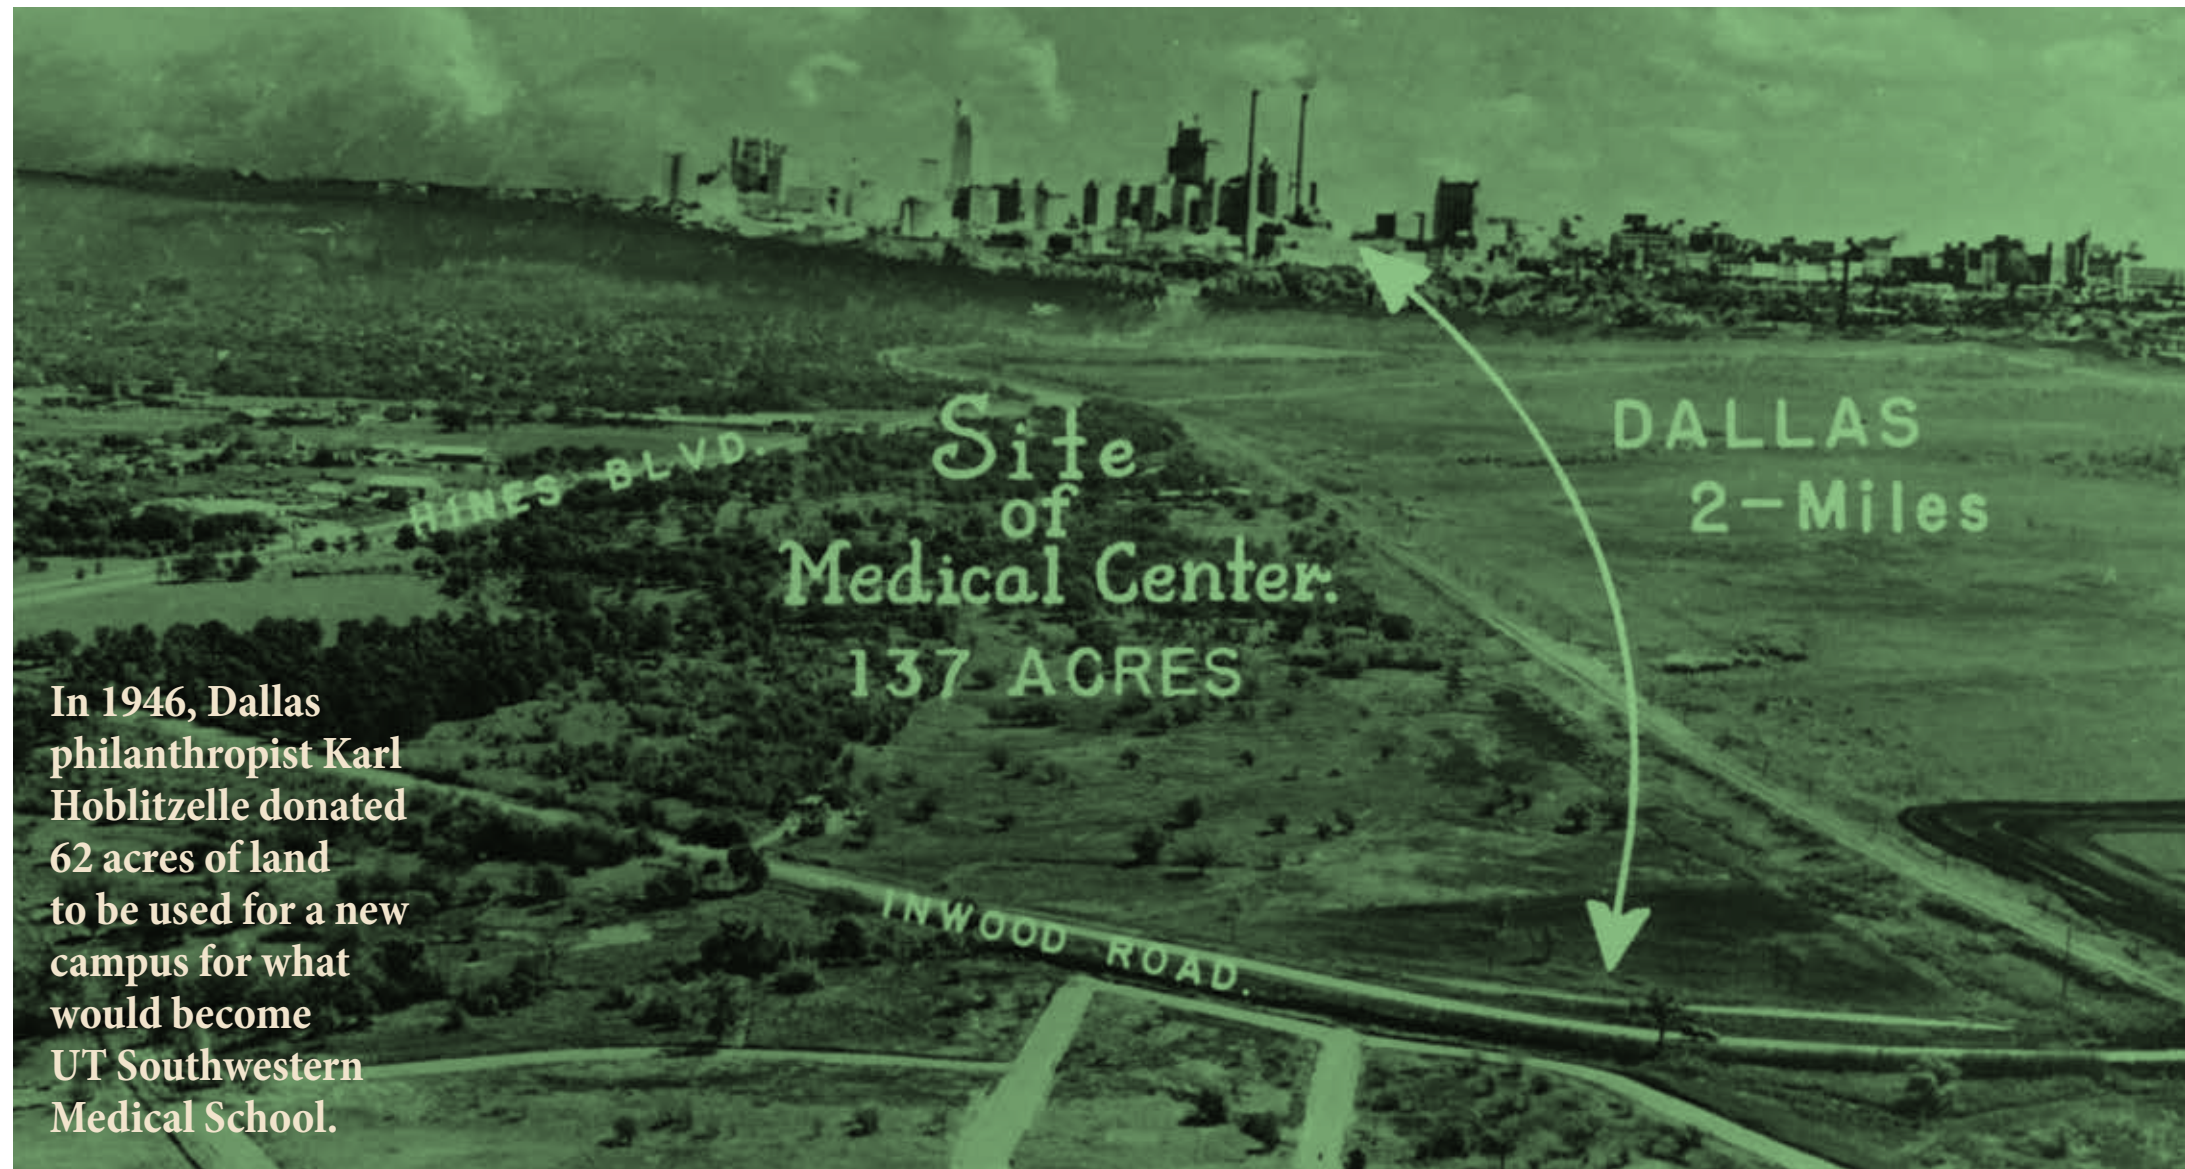 DALLAS
2-Miles
Site
of
Medical Center.
137 ACRES
HINES BLVD.
INWOOD ROAD.
In 1946, Dallas
philanthropist Karl
Hoblitzelle donated
62 acres of land
to be used for a new
campus for what
would become
UT Southwestern
Medical School.